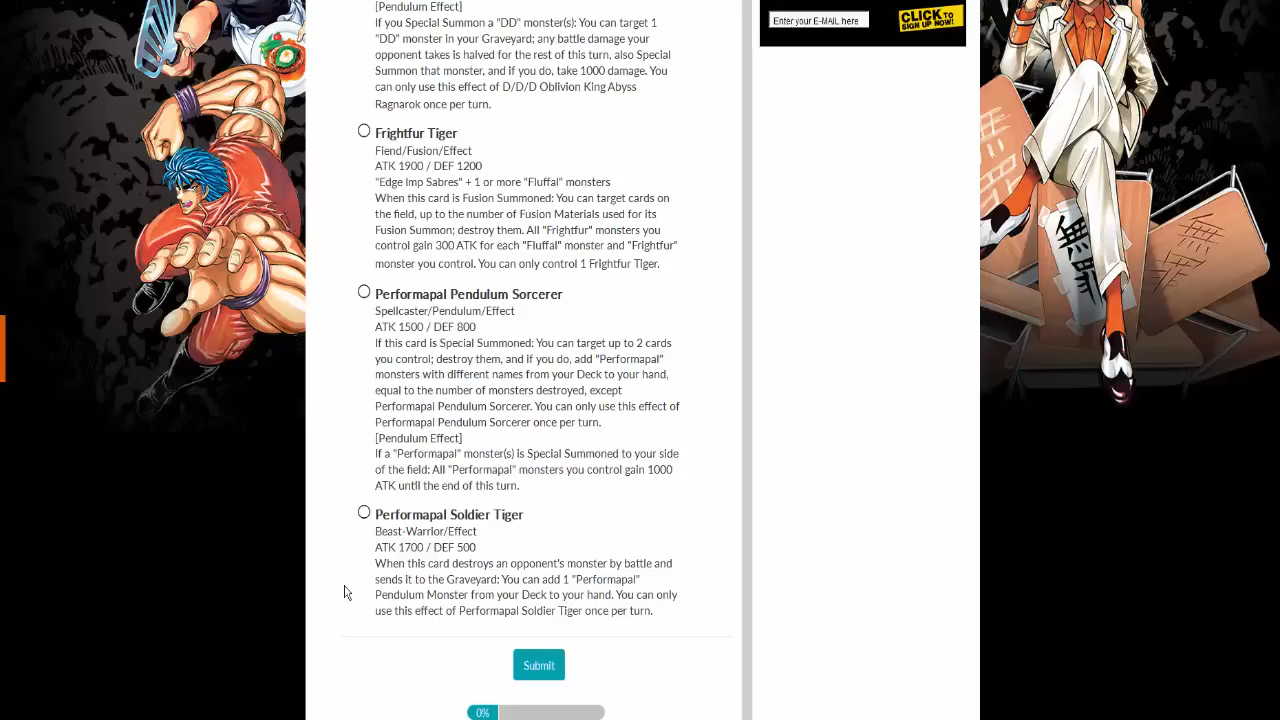 [Pendulum Effect]
If you Special Summon a "DD" monster(s): You can target 1
"DD" monster in your Graveyard; any battle damage your
opponent takes is halved for the rest of this turn, also Special
Summon that monster, and if you do, take 1000 damage. You
can only use this effect of D/D/D Oblivion King Abyss
Ragnarok once per turn.
Frightfur Tiger
Fiend/Fusion/Effect
ATK 1900 / DEF 1200
"Edge Imp Sabres" + 1 or more "Fluffal" monsters
When this card is Fusion Summoned: You can target cards on
the field, up to the number of Fusion Materials used for its
Fusion Summon; destroy them. All "Frightfur" monsters you
control gain 300 ATK for each "Fluffal" monster and "Frightfur"
monster you control. You can only control 1 Frightfur Tiger.
Performapal Pendulum Sorcerer
Spellcaster/Pendulum/Effect
ATK 1500 / DEF 800
If this card is Special Summoned: You can target up to 2 cards
you control; destroy them, and if you do, add "Performapal"
monsters with different names from your Deck to your hand,
equal to the number of monsters destroyed, except
Performapal Pendulum Sorcerer. You can only use this effect of
Performapal Pendulum Sorcerer once per turn.
[Pendulum Effect]
If a "Performapal" monster(s) is Special Summoned to your side
of the field: All "Performapal" monsters you control gain 1000
ATK until the end of this turn.
Performapal Soldier Tiger
Beast-Warrior/Effect
ATK 1700 / DEF 500
When this card destroys an opponent's monster by battle and
sends it to the Graveyard: You can add 1 "Performapal"
Pendulum Monster from your Deck to your hand. You can only
use this effect of Performapal Soldier Tiger once per turn.
Submit
0%
Enter your E-MAIL here
CLICK TO
SIGN UP NOW!
無罪
無